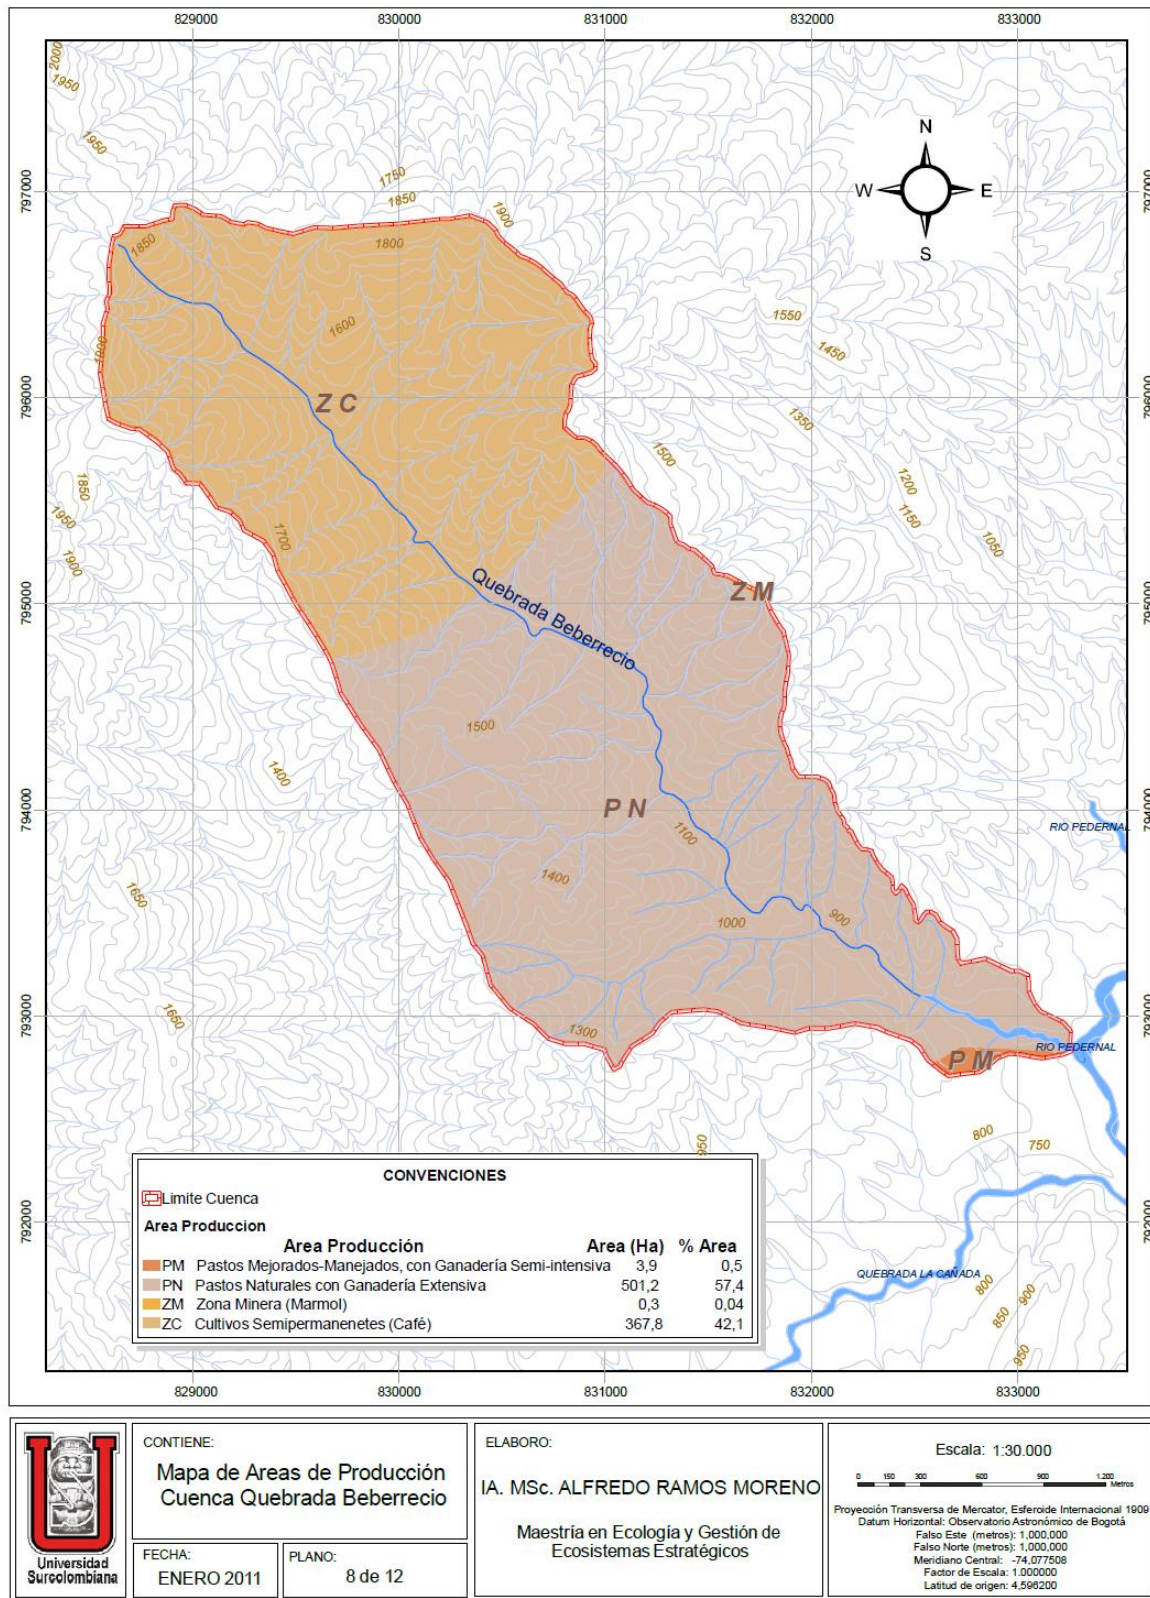 829000 830000 831000 832000 833000
2000
1950
1950
1750
1850
1900
N
W E
S
797000 797000
1850
1800
1600
1550
1450
1350
796000 796000
Z C
1500
1200
1150
1050
1850
1950
1900
1700
795000 795000
Quebrada Beberrecio
Z M
1500
1400
794000 794000
P N
1100
RIO PEDERNAL
1650
1400
1000
900
793000 793000
1650
1300
RIO PEDERNAL
P M
950
800
750
792000 792000
QUEBRADA LA CAÑADA
800
850
900
950
CONVENCIONES
Limite Cuenca
Area Produccion
Area Producción Area (Ha) % Area
PM Pastos Mejorados-Manejados, con Ganadería Semi-intensiva 3,9 0,5
PN Pastos Naturales con Ganadería Extensiva 501,2 57,4
ZM Zona Minera (Marmol) 0,3 0,04
ZC Cultivos Semipermanenetes (Café) 367,8 42,1
829000 830000 831000 832000 833000
Universidad
Surcolombiana
CONTIENE:
Mapa de Areas de Producción
Cuenca Quebrada Beberrecio
FECHA:
ENERO 2011
PLANO:
8 de 12
ELABORO:
IA. MSc. ALFREDO RAMOS MORENO
Maestría en Ecología y Gestión de
Ecosistemas Estratégicos
Escala: 1:30.000
0 150 300 600 900 1.200
Metros
Proyección Transversa de Mercator, Esferoide Internacional 1909
Datum Horizontal: Observatorio Astronómico de Bogotá
Falso Este (metros): 1,000,000
Falso Norte (metros): 1,000,000
Meridiano Central: -74,077508
Factor de Escala: 1.000000
Latitud de origen: 4,596200